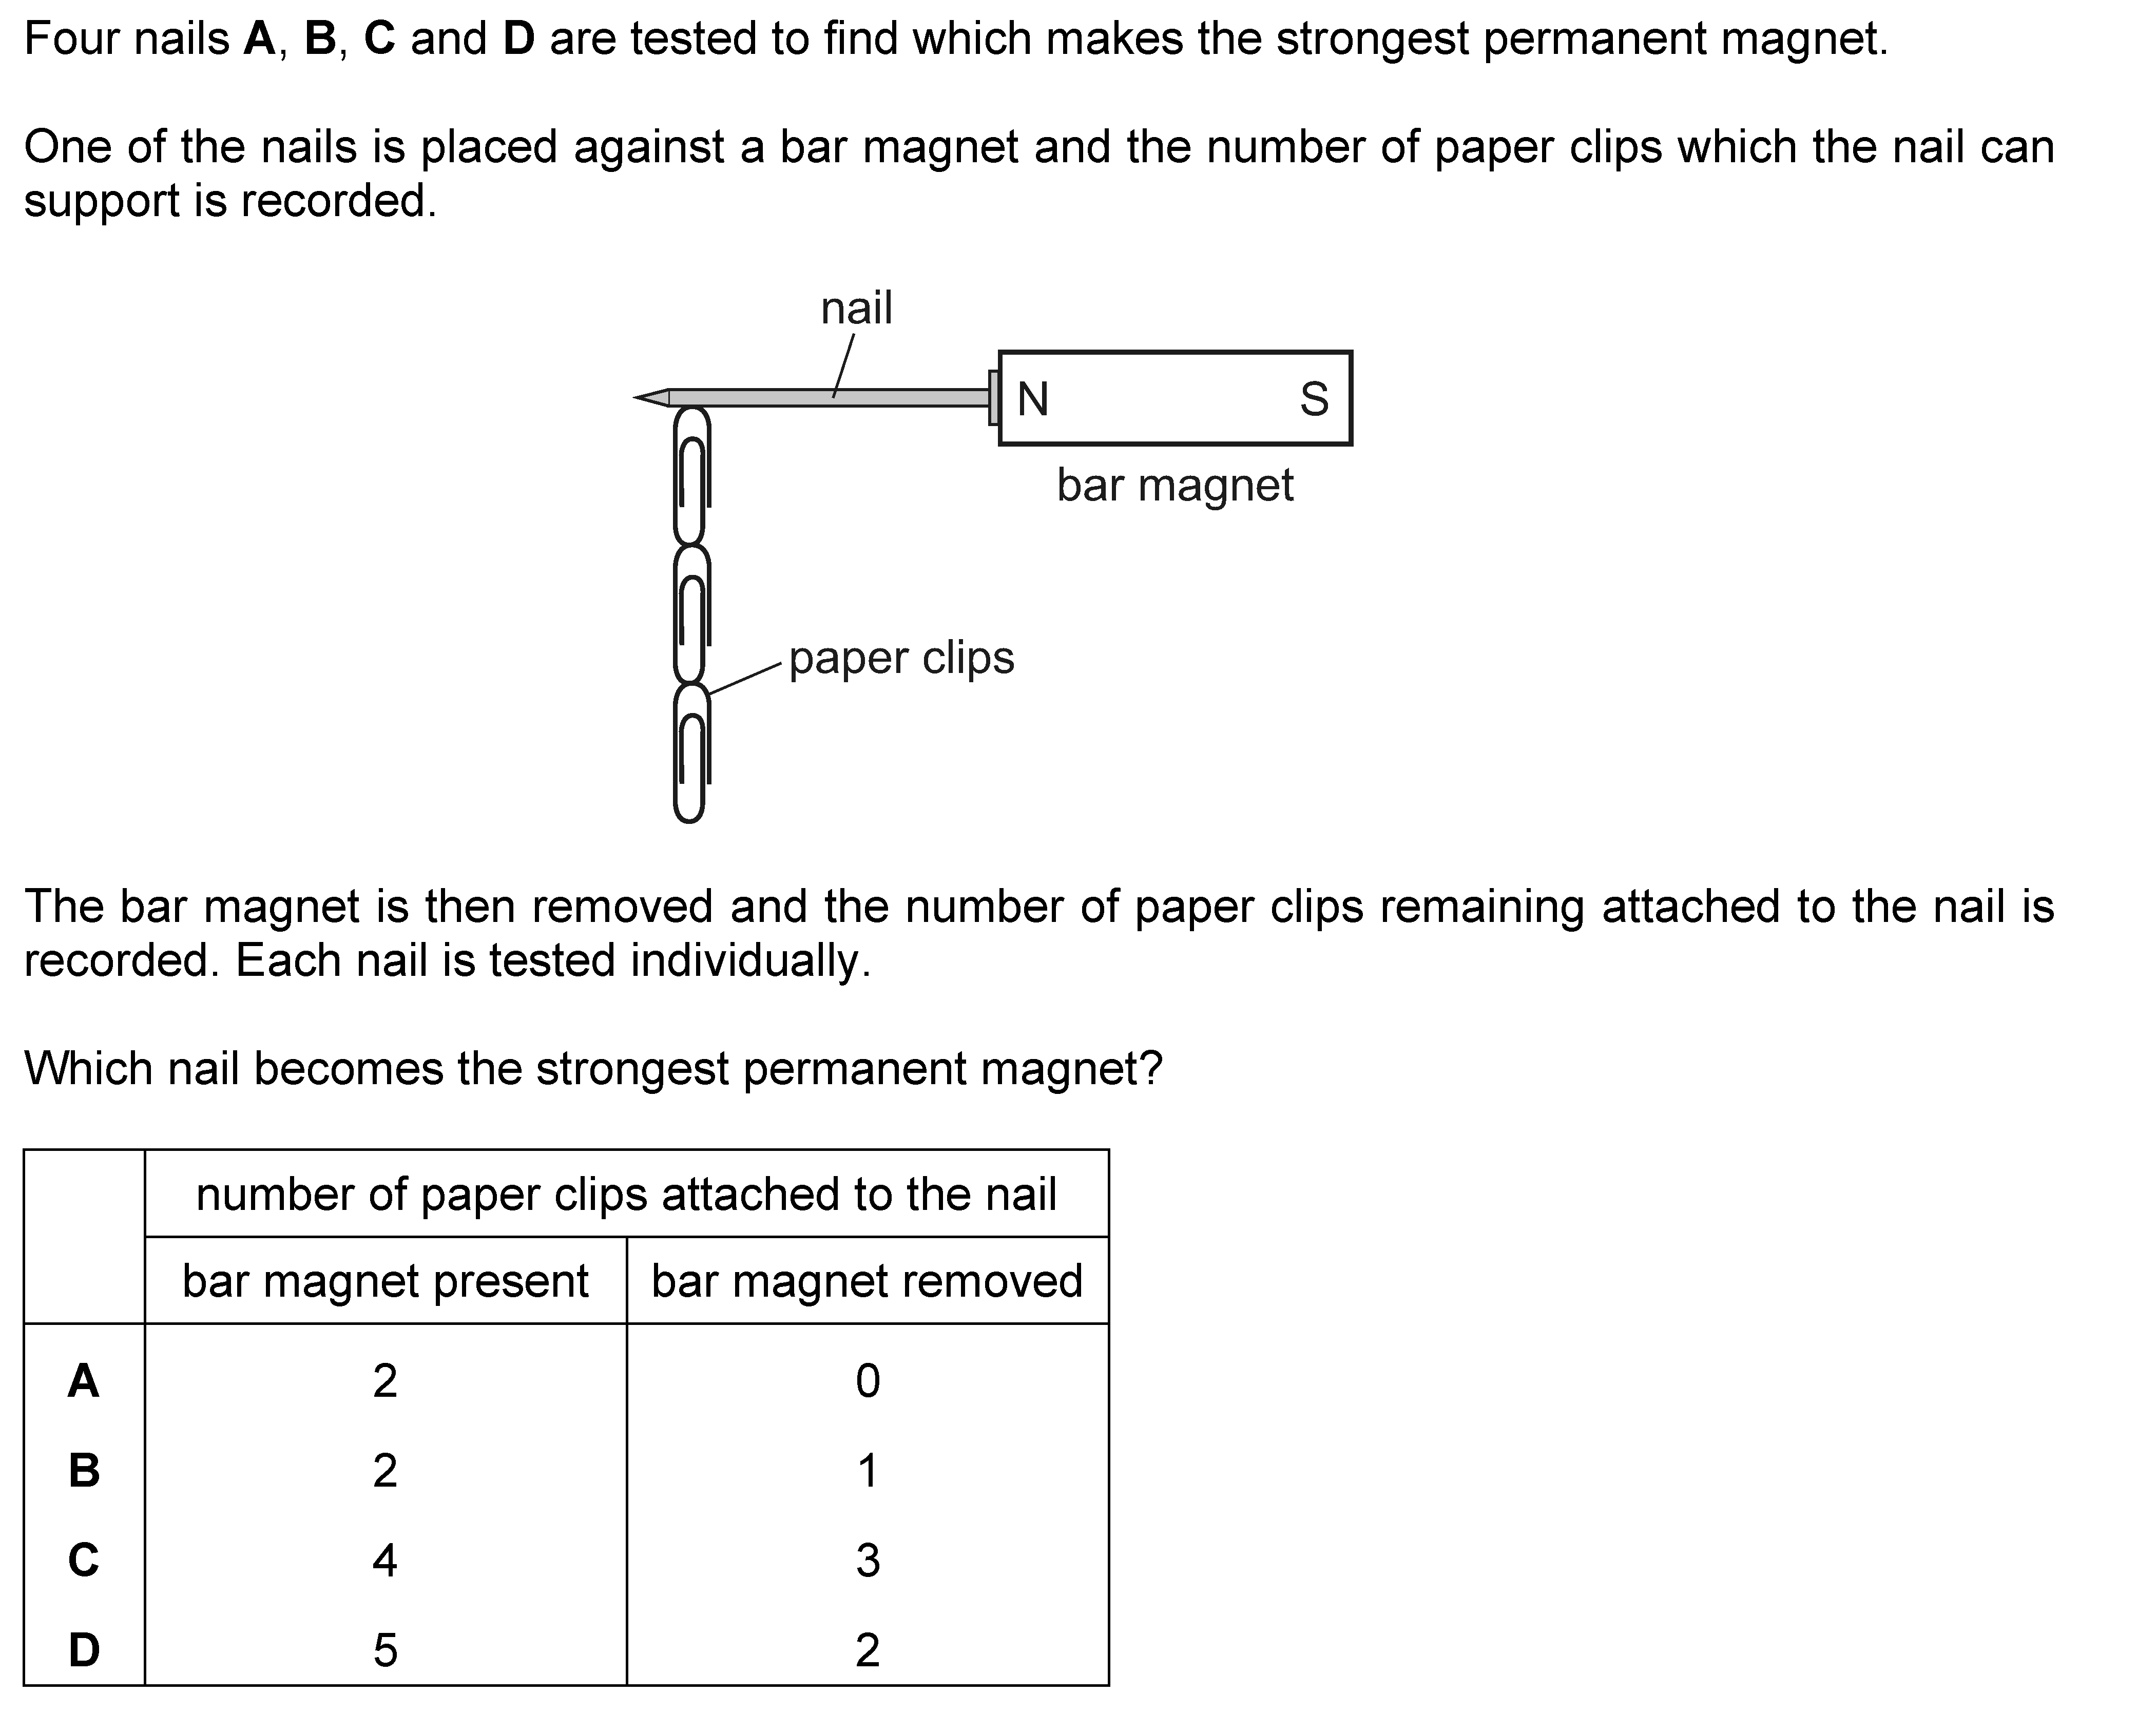 Four nails A, B, C and D are tested to find which makes the strongest permanent magnet.
One of the nails is placed against a bar magnet and the number of paper clips which the nail can
support is recorded.
nail
N S
bar magnet
paper clips
The bar magnet is then removed and the number of paper clips remaining attached to the nail is
recorded. Each nail is tested individually.
Which nail becomes the strongest permanent magnet?
number of paper clips attached to the nail
bar magnet present bar magnet removed
A 2 0
B 2 1
C 4 3
D 5 2